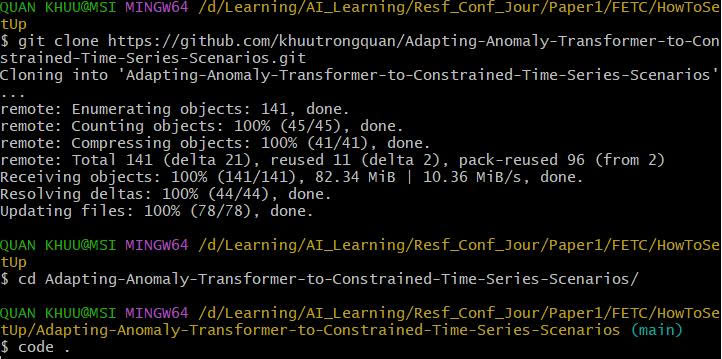 QUAN KHUU@MSI MINGW64 /d/Learning/AI_Learning/Resf_Conf_Jour/Paper1/FETC/HowToSe
tUp
$ git clone https://github.com/khuutrongquan/Adapting-Anomaly-Transformer-to-Con
strained-Time-Series-Scenarios.git
Cloning into 'Adapting-Anomaly-Transformer-to-Constrained-Time-Series-Scenarios'
...
remote: Enumerating objects: 141, done.
remote: Counting objects: 100% (45/45), done.
remote: Compressing objects: 100% (41/41), done.
remote: Total 141 (delta 21), reused 11 (delta 2), pack-reused 96 (from 2)
Receiving objects: 100% (141/141), 82.34 MiB | 10.36 MiB/s, done.
Resolving deltas: 100% (44/44), done.
Updating files: 100% (78/78), done.
QUAN KHUU@MSI MINGW64 /d/Learning/AI_Learning/Resf_Conf_Jour/Paper1/FETC/HowToSe
tUp
$ cd Adapting-Anomaly-Transformer-to-Constrained-Time-Series-Scenarios/
QUAN KHUU@MSI MINGW64 /d/Learning/AI_Learning/Resf_Conf_Jour/Paper1/FETC/HowToSe
tUp/Adapting-Anomaly-Transformer-to-Constrained-Time-Series-Scenarios (main)
$ code .